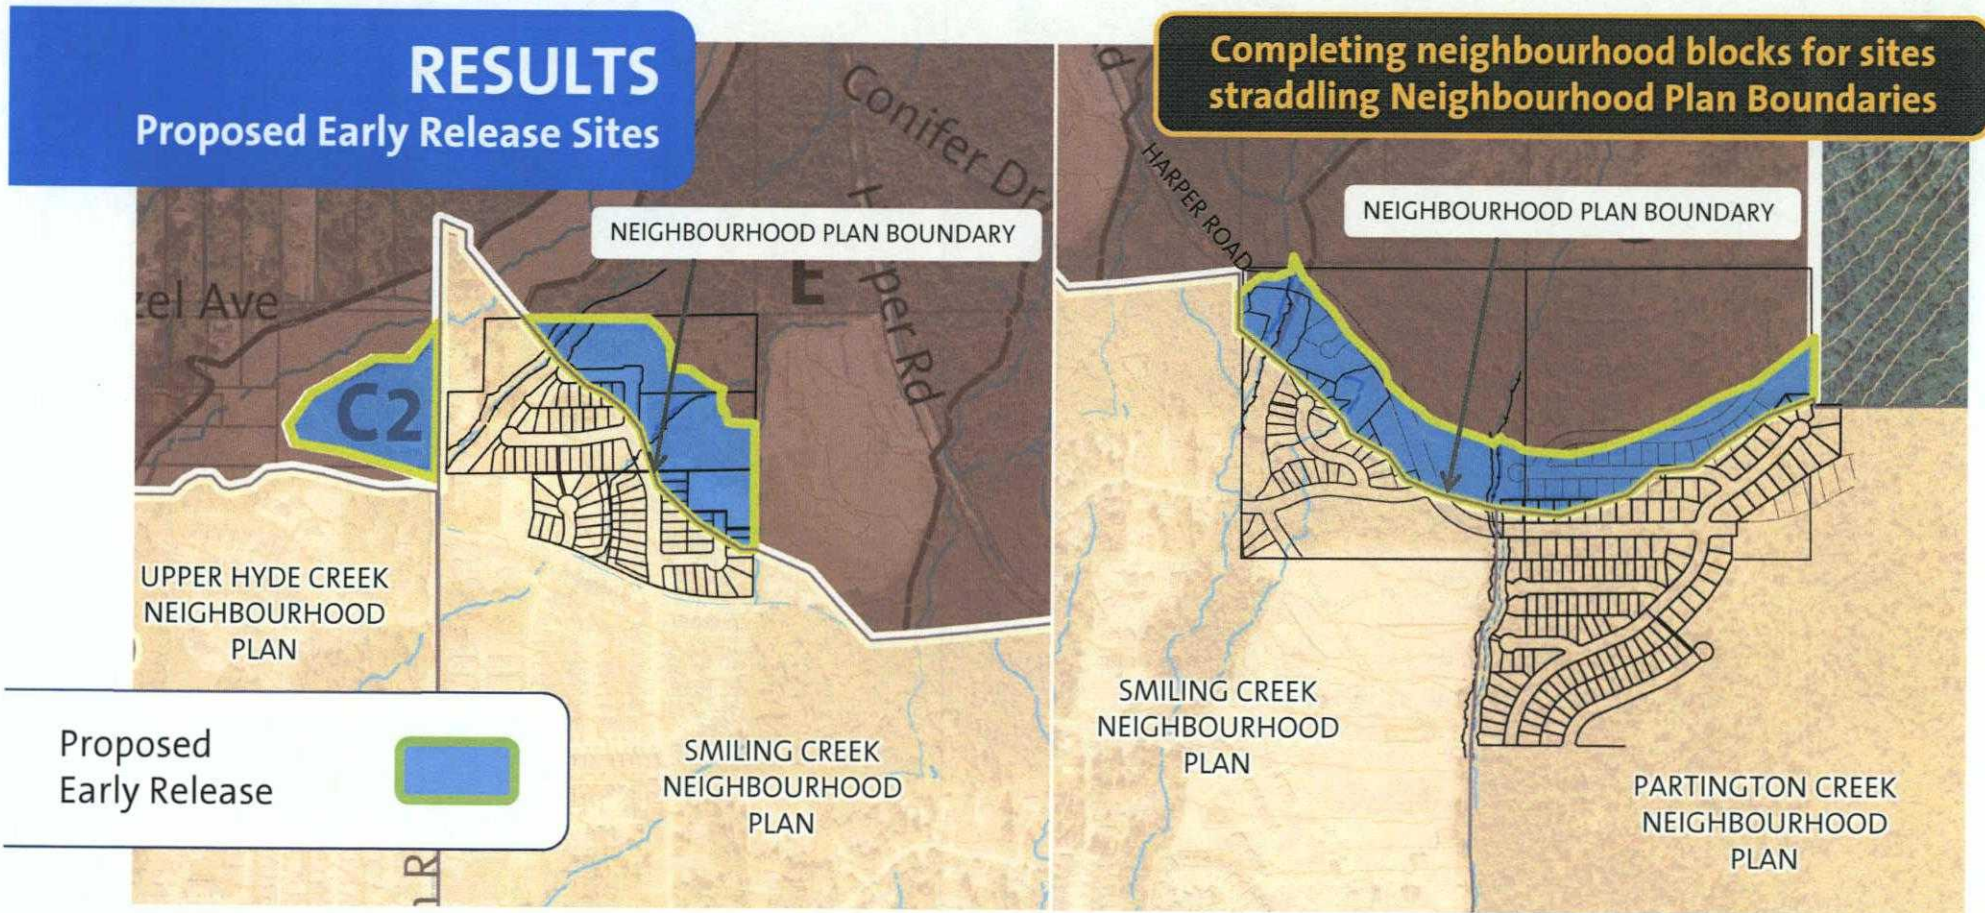 RESULTS
Proposed Early Release Sites
Completing neighbourhood blocks for sites
straddling Neighbourhood Plan Boundaries
Conifer Dr
HARPER ROAD
NEIGHBOURHOOD PLAN BOUNDARY
NEIGHBOURHOOD PLAN BOUNDARY
zel Ave
E
Harper Rd
C2
UPPER HYDE CREEK
NEIGHBOURHOOD
PLAN
SMILING CREEK
NEIGHBOURHOOD
PLAN
SMILING CREEK
NEIGHBOURHOOD
PLAN
PARTINGTON CREEK
NEIGHBOURHOOD
PLAN
Proposed
Early Release